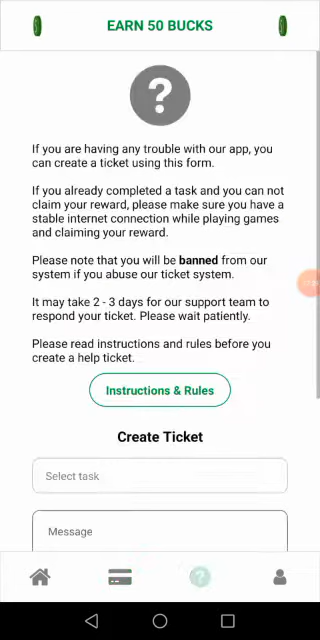 EARN 50 BUCKS
?
If you are having any trouble with our app, you
can create a ticket using this form.
If you already completed a task and you can not
claim your reward, please make sure you have a
stable internet connection while playing games
and claiming your reward.
Please note that you will be banned from our
system if you abuse our ticket system.
It may take 2 - 3 days for our support team to
respond your ticket. Please wait patiently.
Please read instructions and rules before you
create a help ticket.
Instructions & Rules
Create Ticket
Select task
Message
?